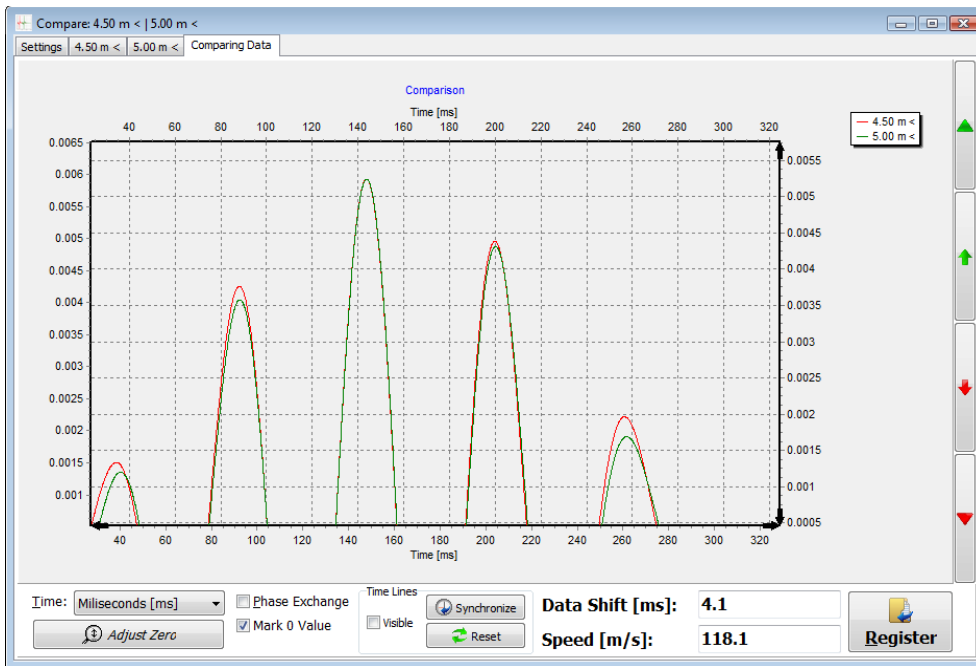 Compare: 4.50 m < | 5.00 m <
Settings 4.50 m < 5.00 m < Comparing Data
Comparison
Time [ms]
40 60 80 100 120 140 160 180 200 220 240 260 280 300 320
4.50 m <
5.00 m <
0.0065
0.006
0.0055
0.005
0.0045
0.004
0.0035
0.003
0.0025
0.002
0.0015
0.001
0.0055
0.005
0.0045
0.004
0.0035
0.003
0.0025
0.002
0.0015
0.001
0.0005
40 60 80 100 120 140 160 180 200 220 240 260 280 300 320
Time [ms]
Time: Miliseconds [ms]
Adjust Zero
Phase Exchange
Mark 0 Value
Time Lines
Visible
Synchronize
Reset
Data Shift [ms]: 4.1
Speed [m/s]: 118.1
Register